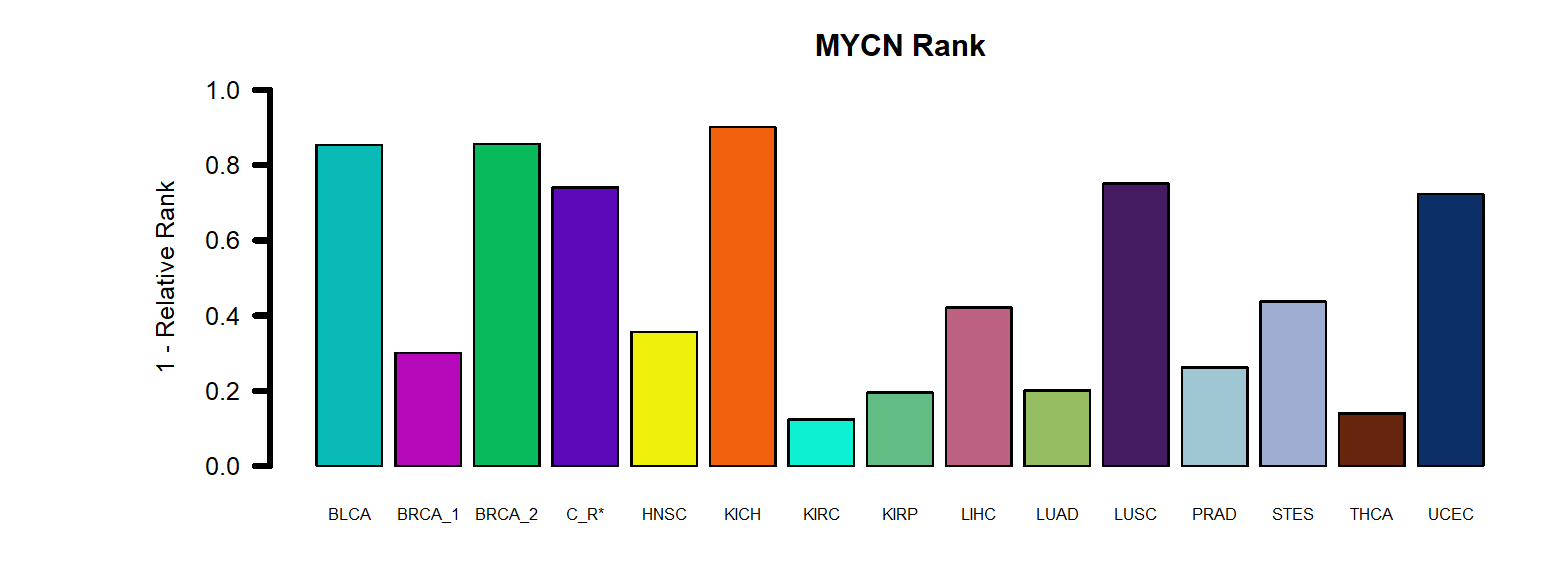 MYCN Rank
1 - Relative Rank
1.0
0.8
0.6
0.4
0.2
0.0
BLCA BRCA_1 BRCA_2 C_R* HNSC KICH KIRC KIRP LIHC LUAD LUSC PRAD STES THCA UCEC